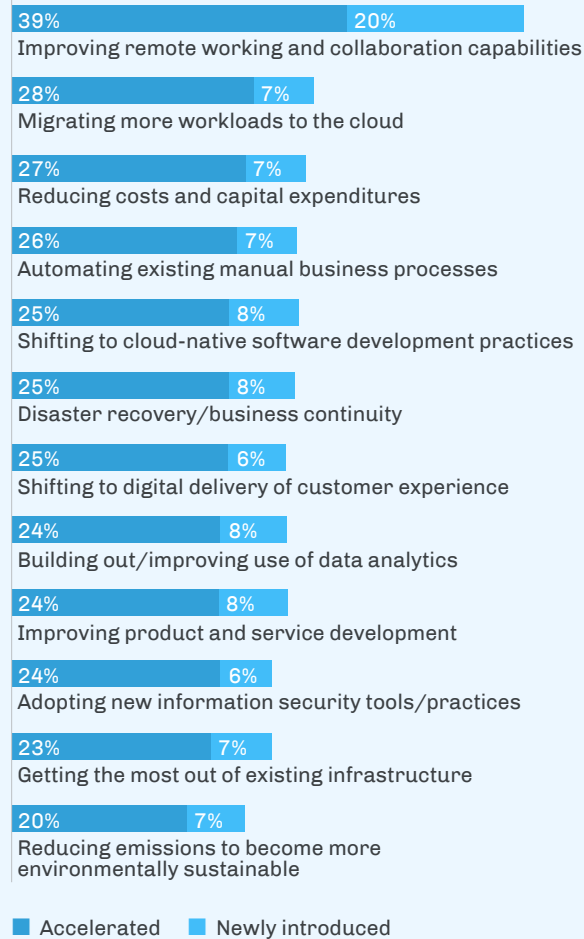 39% 20%
Improving remote working and collaboration capabilities
28% 7%
Migrating more workloads to the cloud
27% 7%
Reducing costs and capital expenditures
26% 7%
Automating existing manual business processes
25% 8%
Shifting to cloud-native software development practices
25% 8%
Disaster recovery/business continuity
25% 6%
Shifting to digital delivery of customer experience
24% 8%
Building out/improving use of data analytics
24% 8%
Improving product and service development
24% 6%
Adopting new information security tools/practices
23% 7%
Getting the most out of existing infrastructure
20% 7%
Reducing emissions to become more
environmentally sustainable
Accelerated Newly introduced